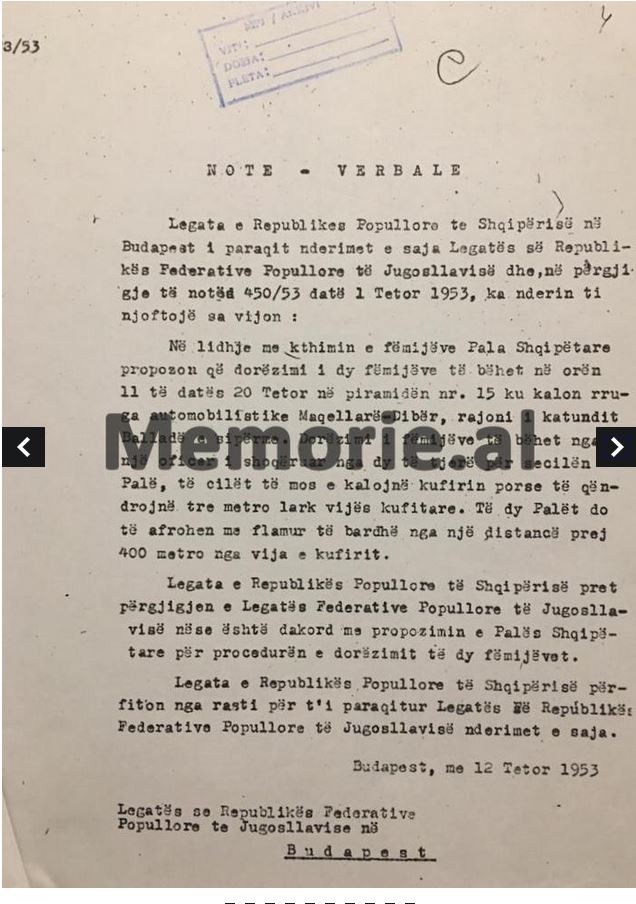 3/53
MPJ / ARKIVI
VITI:
DOSJA:
FLETA:
NOTE - VERBALE
Legata e Republikes Popullore te Shqipërisë në
Budapest i paraqit nderimet e saja Legatës së Republi-
kës Federative Popullore të Jugosllavisë dhe,në përgji-
gje të notës 450/53 datë 1 Tetor 1953, ka nderin ti
njoftojë sa vijon :
Në lidhje me kthimin e fëmijëve Pala Shqipëtare
propozon që dorëzimi i dy fëmijëve të bëhet në orën
11 të datës 20 Tetor në piramidën nr. 15 ku kalon rru-
ga automobilistike Maqellarë-Dibër, rajoni i katundit
Balladë e sipërme. Dorëzimi i fëmijëve të bëhet nga
një oficer i shoqëruar nga dy të tjerë për secilën
Palë, të cilët të mos e kalojnë kufirin porse të qën-
drojnë tre metro lark vijës kufitare. Të dy Palët do
të afrohen me flamur të bardhë nga një distancë prej
400 metro nga vija e kufirit.
Memorie.al
Legata e Republikës Popullore të Shqipërisë pret
përgjigjen e Legatës Federative Popullore të Jugoslla-
visë nëse është dakord me propozimin e Palës Shqipë-
tare për procedurën e dorëzimit të dy fëmijëvet.
Legata e Republikës Popullore të Shqipërisë për-
fiton nga rasti për t'i paraqitur Legatës së Republikës
Federative Popullore të Jugosllavisë nderimet e saja.
Budapest, me 12 Tetor 1953
Legatës se Republikës Federative
Popullore te Jugosllavise në
Budapest